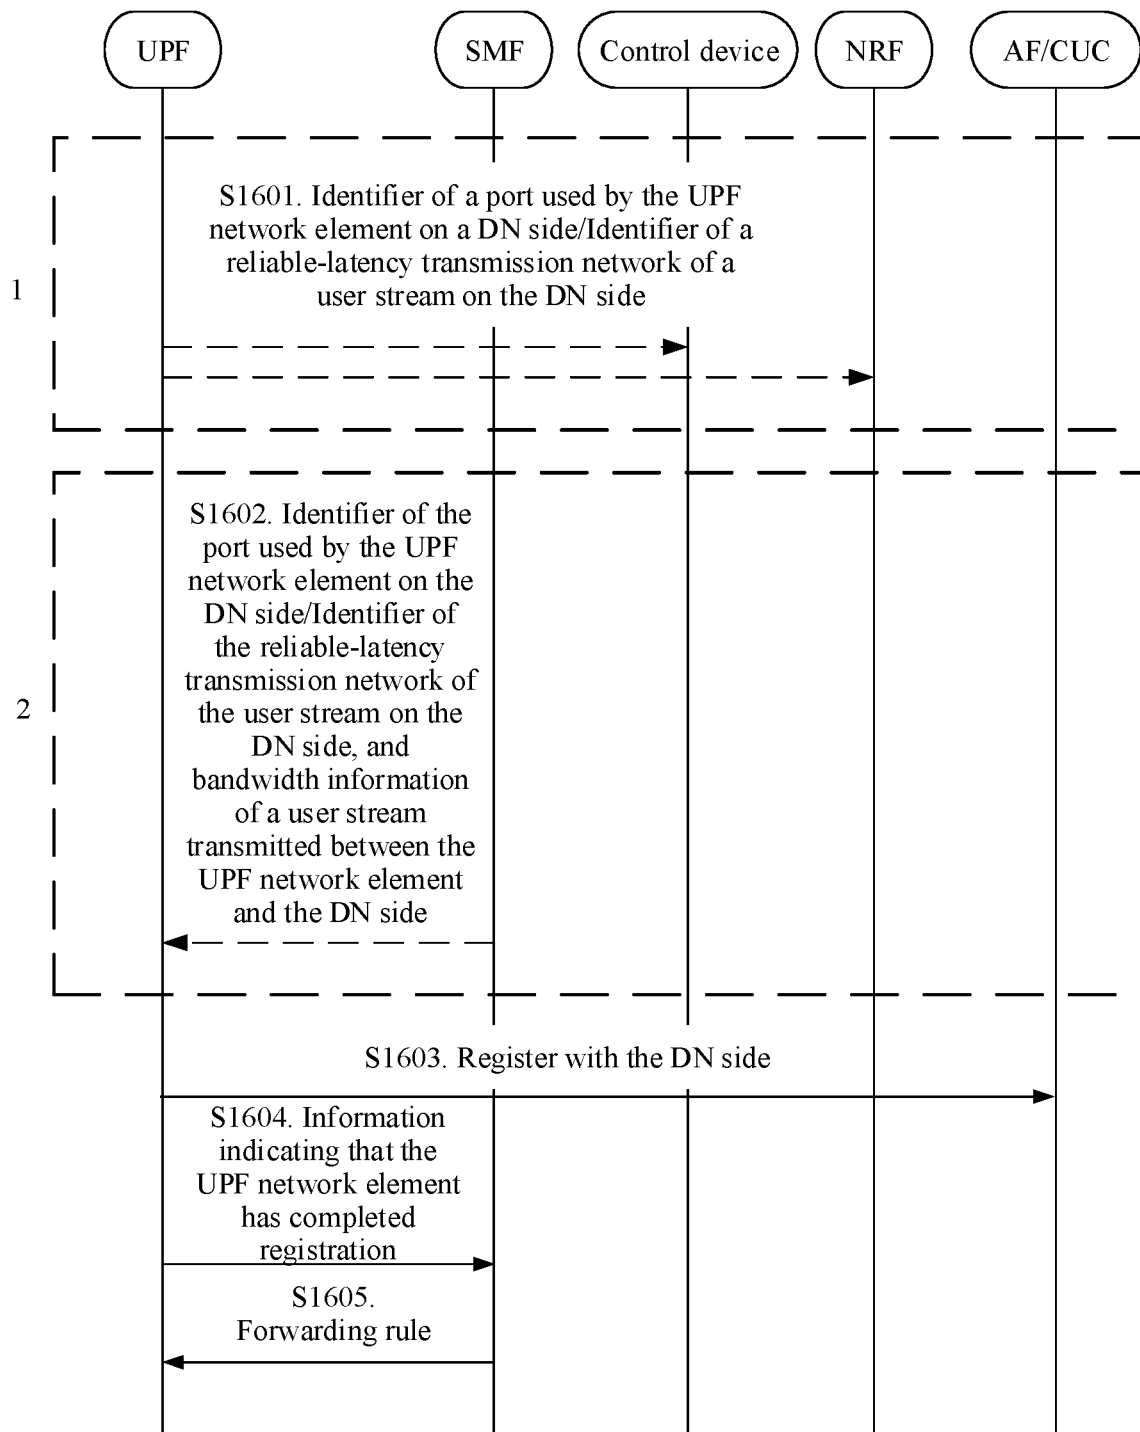 UPF
SMF
Control device
NRF
AF/CUC
1
S1601. Identifier of a port used by the UPF
network element on a DN side/Identifier of a
reliable-latency transmission network of a
user stream on the DN side
2
S1602. Identifier of the
port used by the UPF
network element on the
DN side/Identifier of
the reliable-latency
transmission network of
the user stream on the
DN side, and
bandwidth information
of a user stream
transmitted between the
UPF network element
and the DN side
S1603. Register with the DN side
S1604. Information
indicating that the
UPF network element
has completed
registration
S1605.
Forwarding rule